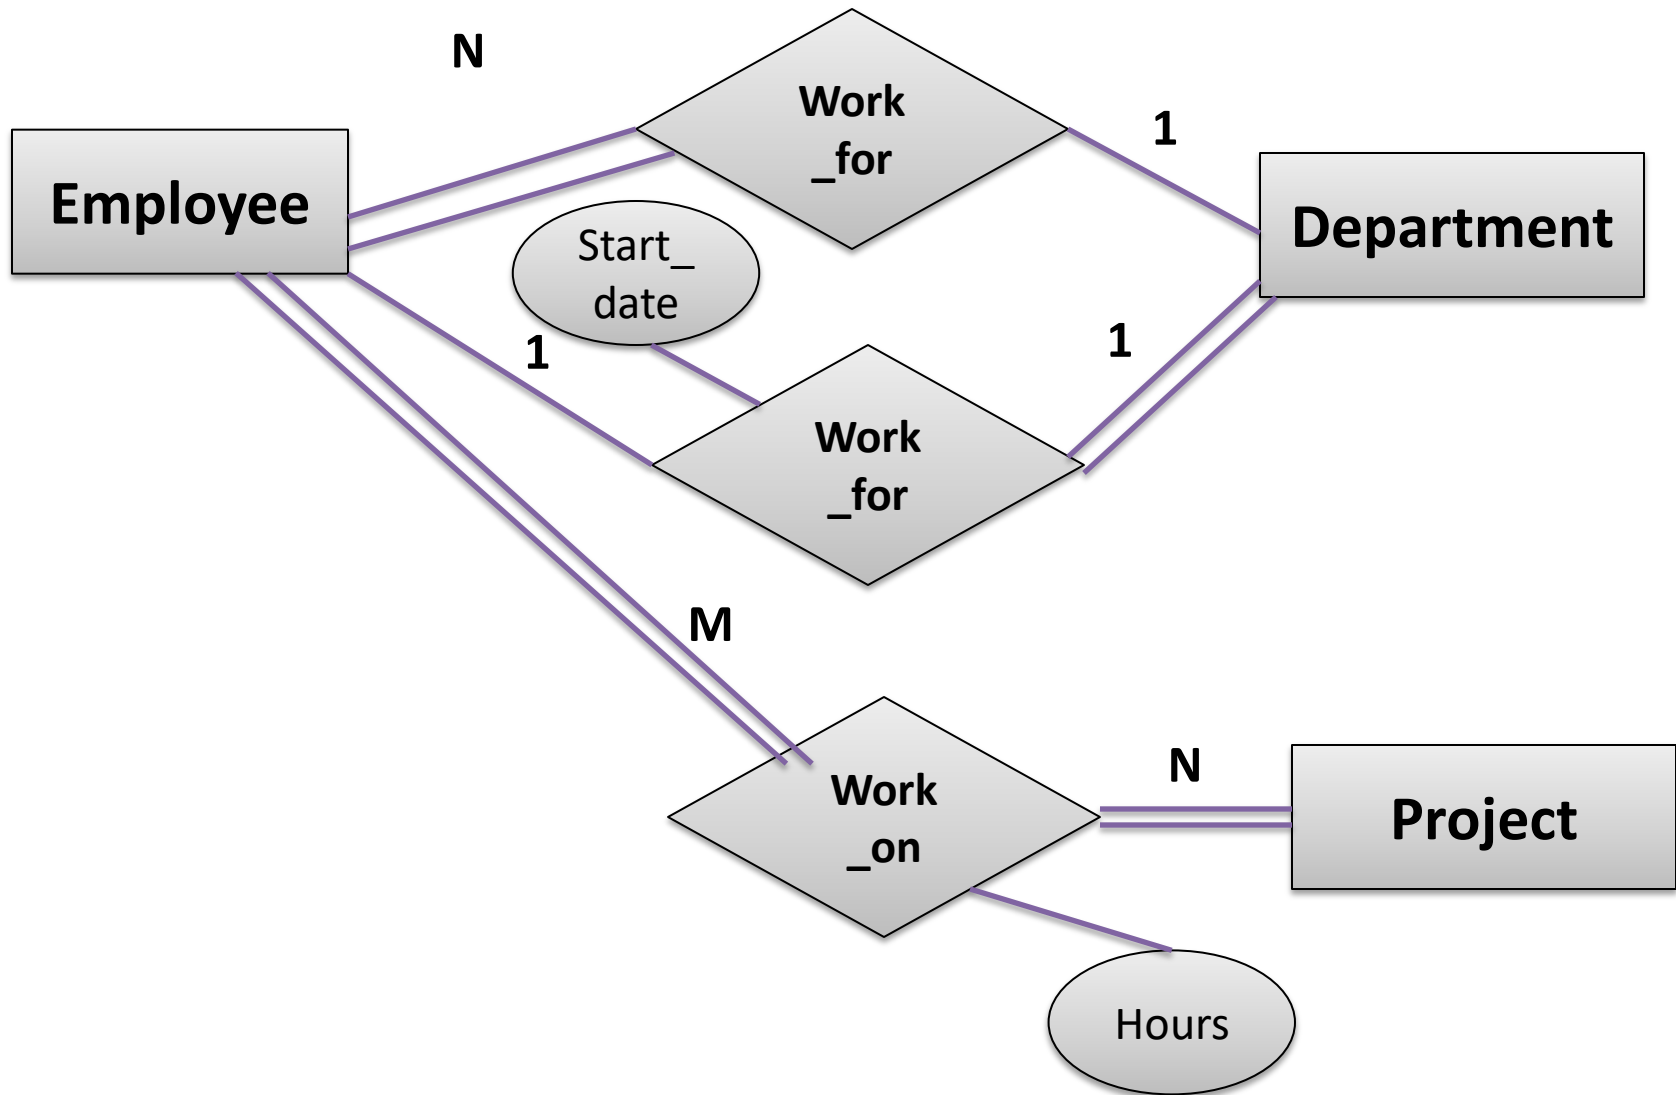 N
Work
_for
1
Employee
Department
Start_
date
1
1
Work
_for
M
Work
_on
N
Project
Hours